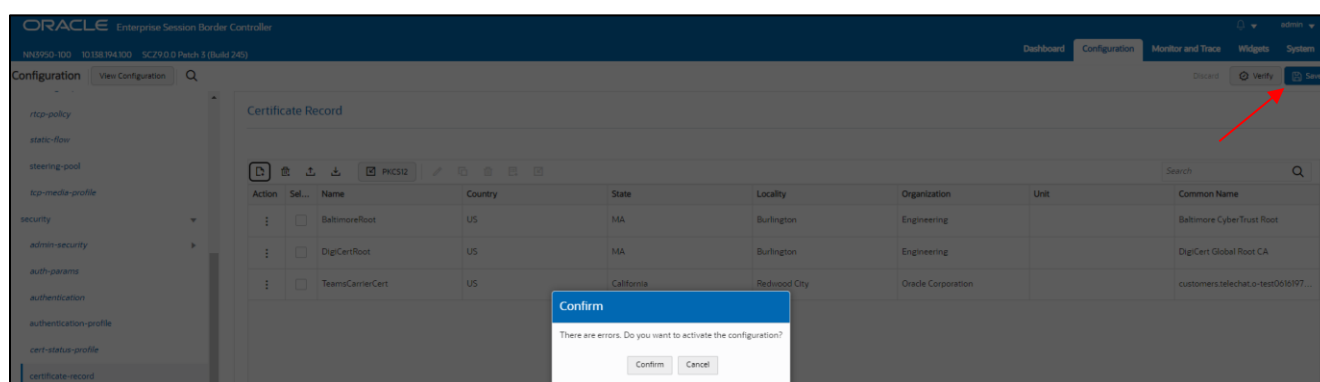 ORACLE Enterprise Session Border Controller
admin
NN3950-100 10.138.194.100 SCZ9.0.0 Patch 3 (Build 245)
Dashboard Configuration Monitor and Trace Widgets System
Configuration View Configuration
Discard Verify Save
rtcp-policy
Certificate Record
static-flow
steering-pool
PKCS12
Search
tcp-media-profile
Action Sel... Name Country State Locality Organization Unit Common Name
security
BaltimoreRoot US MA Burlington Engineering Baltimore CyberTrust Root
admin-security
DigiCertRoot US MA Burlington Engineering DigiCert Global Root CA
auth-params
TeamsCarrierCert US California Redwood City Oracle Corporation customers.telechat.o-test0616197...
authentication
Confirm
authentication-profile
There are errors. Do you want to activate the configuration?
cert-status-profile
Confirm Cancel
certificate-record